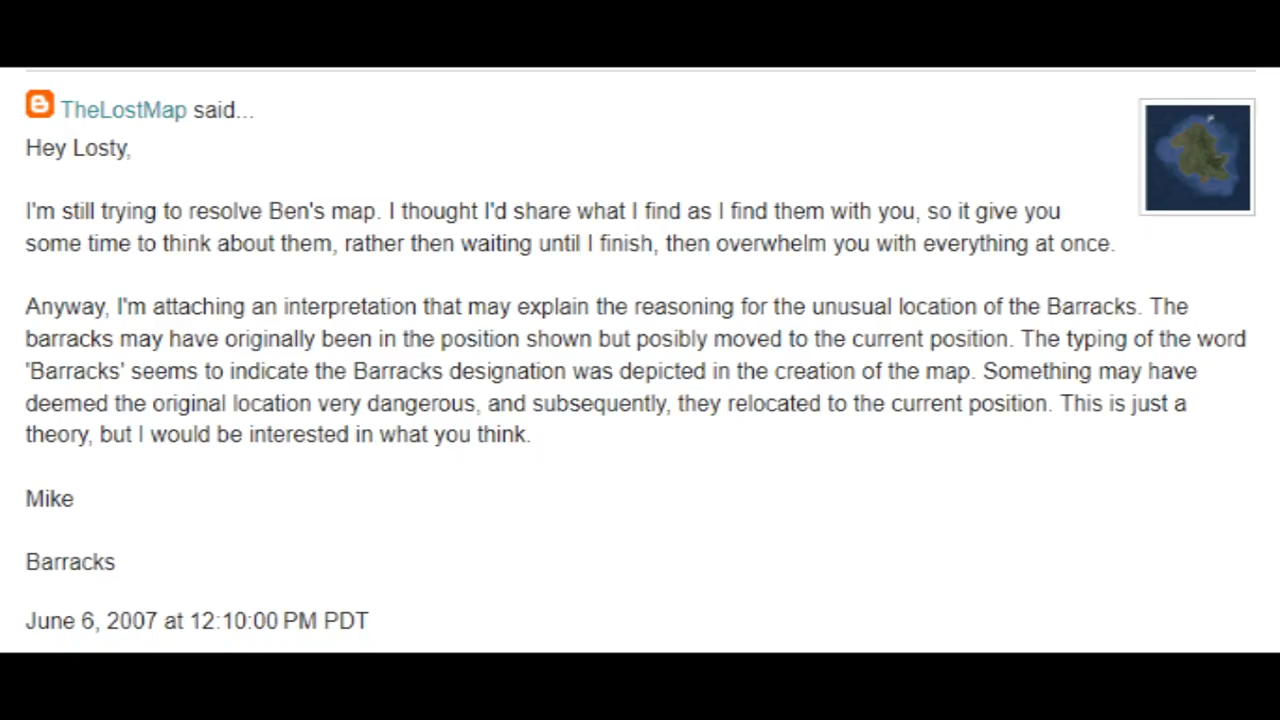 TheLostMap said...
Hey Losty,
I'm still trying to resolve Ben's map. I thought I'd share what I find as I find them with you, so it give you
some time to think about them, rather then waiting until I finish, then overwhelm you with everything at once.
Anyway, I'm attaching an interpretation that may explain the reasoning for the unusual location of the Barracks. The
barracks may have originally been in the position shown but posibly moved to the current position. The typing of the word
'Barracks' seems to indicate the Barracks designation was depicted in the creation of the map. Something may have
deemed the original location very dangerous, and subsequently, they relocated to the current position. This is just a
theory, but I would be interested in what you think.
Mike
Barracks
June 6, 2007 at 12:10:00 PM PDT